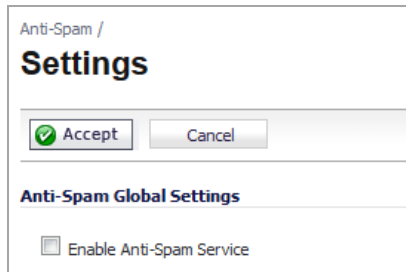 Anti-Spam /
Settings
Accept Cancel
Anti-Spam Global Settings
Enable Anti-Spam Service